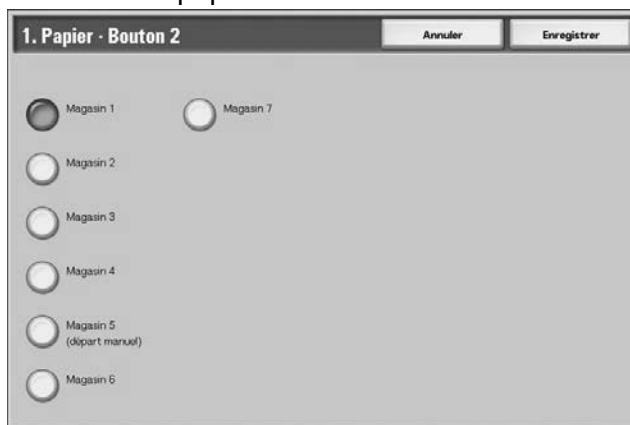 1. Papier - Bouton 2
Annuler
Enregistrer
Magasin 1
Magasin 7
Magasin 2
Magasin 3
Magasin 4
Magasin 5
(départ manuel)
Magasin 6